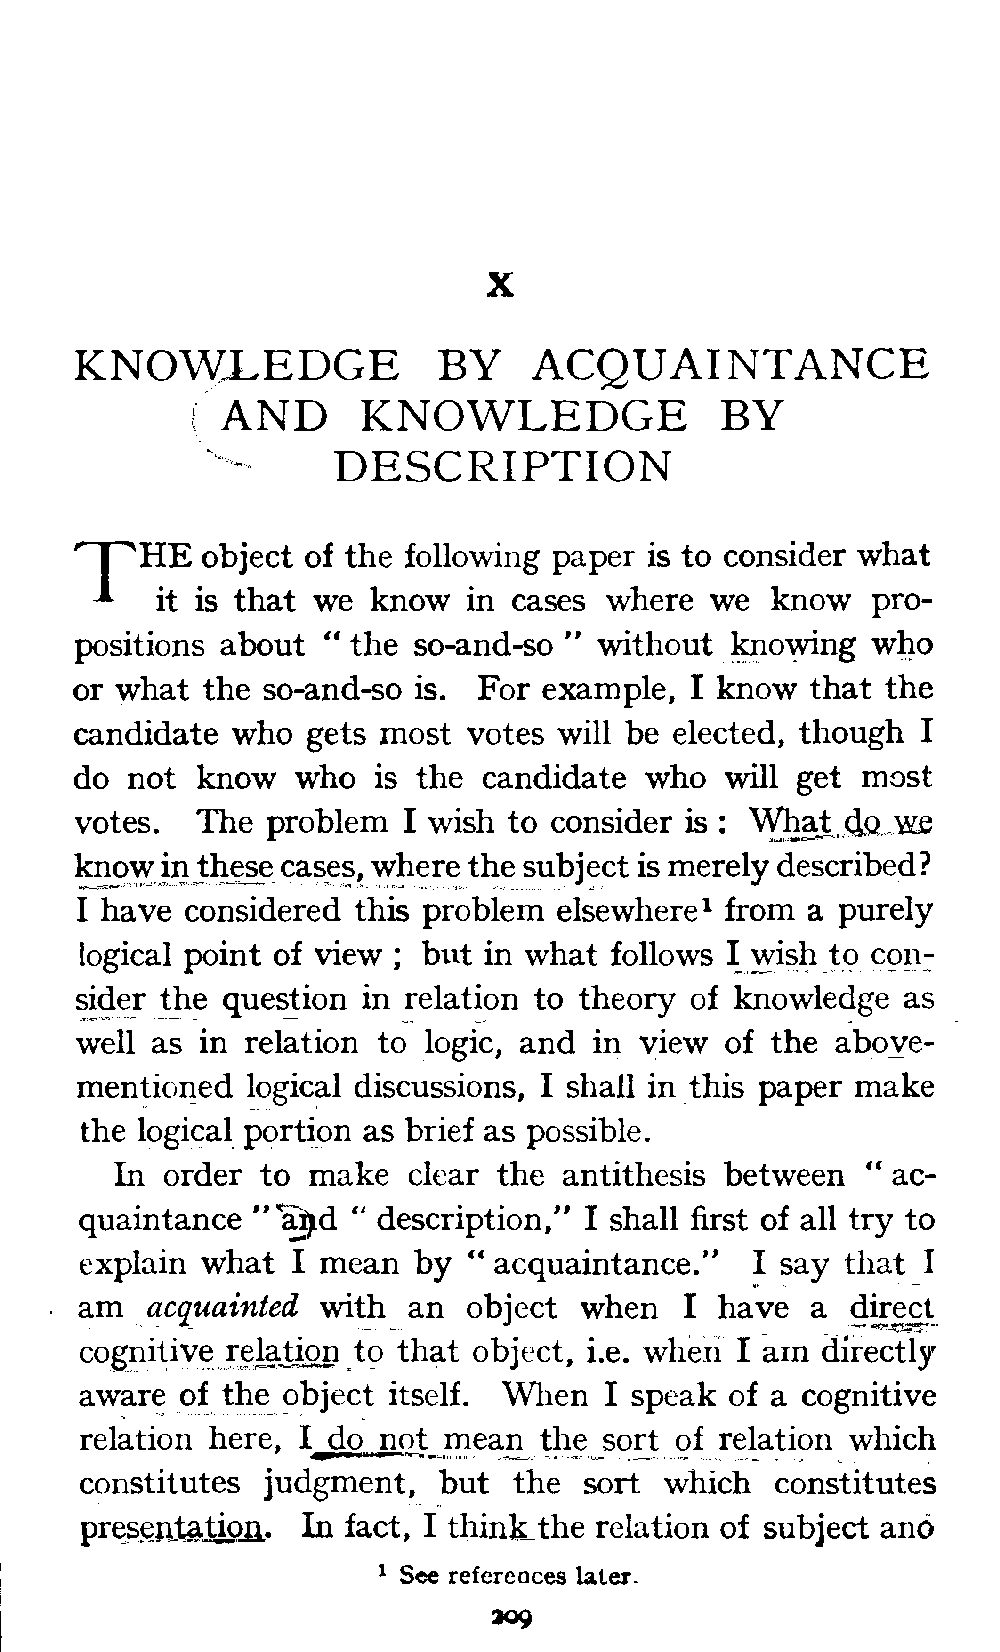 X
KNOWLEDGE BY ACQUAINTANCE
AND KNOWLEDGE BY
DESCRIPTION
THE object of the following paper is to consider what
it is that we know in cases where we know pro-
positions about “ the so-and-so ” without knowing who
or what the so-and-so is. For example, I know that the
candidate who gets most votes will be elected, though I
do not know who is the candidate who will get most
votes. The problem I wish to consider is : What do we
know in these cases, where the subject is merely described?
I have considered this problem elsewhere¹ from a purely
logical point of view ; but in what follows I wish to con-
sider the question in relation to theory of knowledge as
well as in relation to logic, and in view of the above-
mentioned logical discussions, I shall in this paper make
the logical portion as brief as possible.
In order to make clear the antithesis between “ ac-
quaintance ” and “ description,” I shall first of all try to
explain what I mean by “ acquaintance.” I say that I
am acquainted with an object when I have a direct
cognitive relation to that object, i.e. when I am directly
aware of the object itself. When I speak of a cognitive
relation here, I do not mean the sort of relation which
constitutes judgment, but the sort which constitutes
presentation. In fact, I think the relation of subject and
¹ See references later.
209